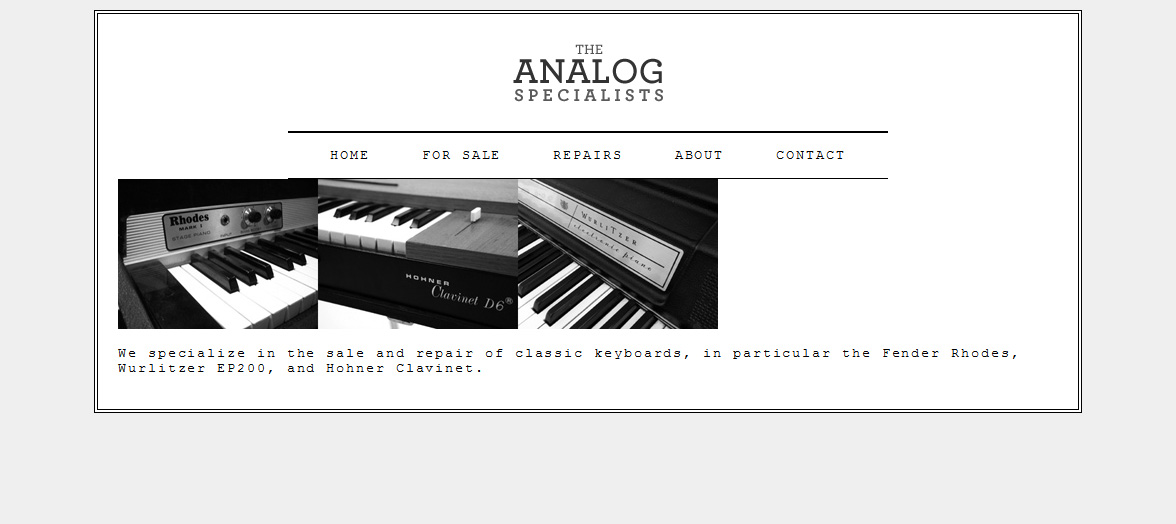 THE
ANALOG
SPECIALISTS
HOME FOR SALE REPAIRS ABOUT CONTACT
Rhodes
MARK I
STAGE PIANO
HOHNER
Clavinet D6®
WURLITZER
electronic piano
We specialize in the sale and repair of classic keyboards, in particular the Fender Rhodes,
Wurlitzer EP200, and Hohner Clavinet.